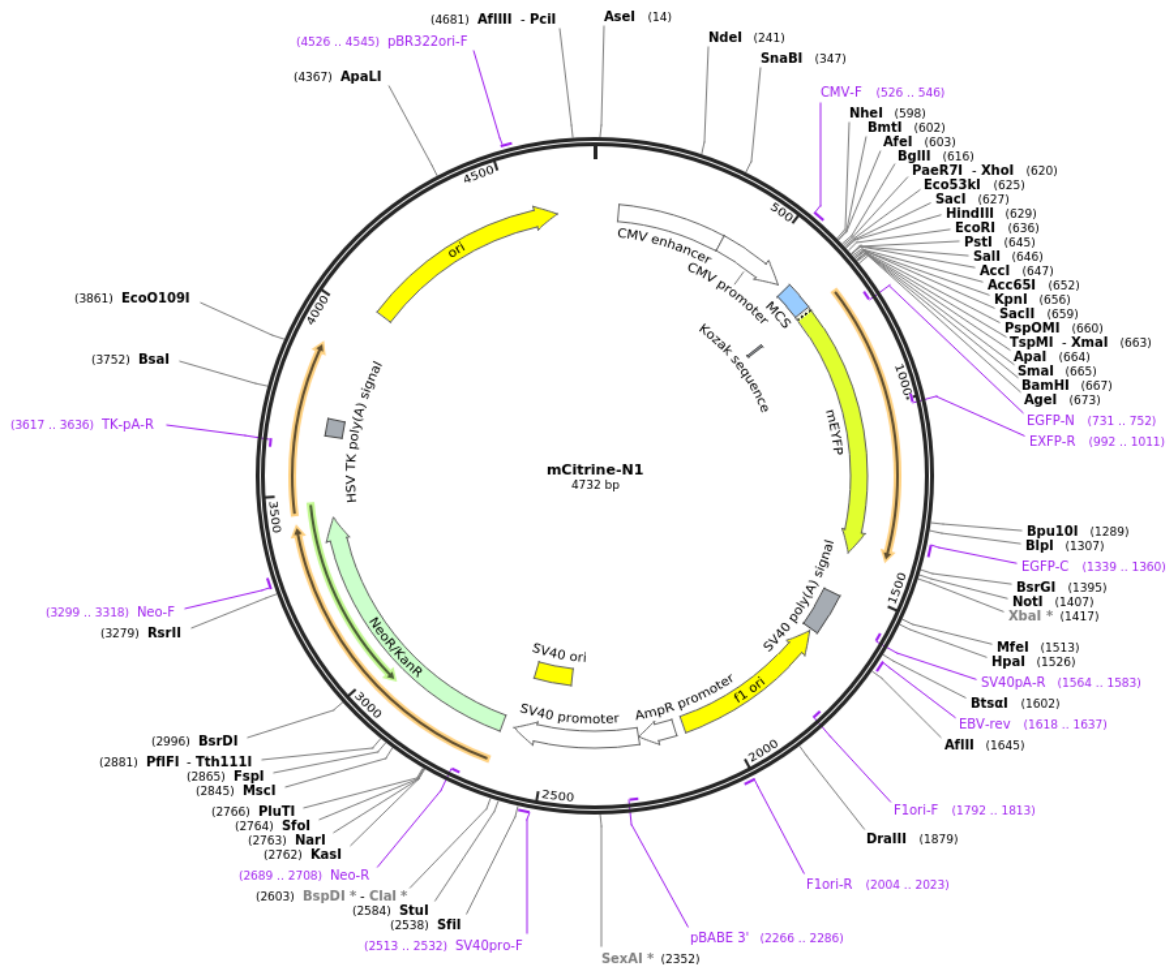 (4681) AflIII - PciI
AseI (14)
(4526 .. 4545) pBR322ori-F
NdeI (241)
SnaBI (347)
(4367) ApaLI
CMV-F (526 .. 546)
NheI (598)
BmtI (602)
AfeI (603)
BglII (616)
PaeR7I - XhoI (620)
Eco53kI (625)
SacI (627)
HindIII (629)
EcoRI (636)
PstI (645)
SalI (646)
AccI (647)
Acc65I (652)
KpnI (656)
SacII (659)
PspOMI (660)
TspMI - XmaI (663)
ApaI (664)
SmaI (665)
BamHI (667)
AgeI (673)
EGFP-N (731 .. 752)
EXFP-R (992 .. 1011)
Bpu10I (1289)
BlpI (1307)
EGFP-C (1339 .. 1360)
BsrGI (1395)
NotI (1407)
XbaI * (1417)
MfeI (1513)
HpaI (1526)
SV40pA-R (1564 .. 1583)
BtsαI (1602)
EBV-rev (1618 .. 1637)
AflII (1645)
F1ori-F (1792 .. 1813)
DraIII (1879)
F1ori-R (2004 .. 2023)
pBABE 3' (2266 .. 2286)
SexAI * (2352)
(2513 .. 2532) SV40pro-F
(2538) SfiI
(2584) StuI
(2603) BspDI * - ClaI *
(2689 .. 2708) Neo-R
(2762) KasI
(2763) NarI
(2764) SfoI
(2766) PluTI
(2845) MscI
(2865) FspI
(2881) PflFI - Tth111I
(2996) BsrDI
(3279) RsrII
(3299 .. 3318) Neo-F
(3617 .. 3636) TK-pA-R
(3752) BsaI
(3861) EcoO109I
500
1000
1500
2000
2500
3000
3500
4000
4500
ori
CMV enhancer
CMV promoter
MCS
Kozak sequence
mEYFP
SV40 poly(A) signal
f1 ori
AmpR promoter
SV40 promoter
SV40 ori
NeoR/KanR
HSV TK poly(A) signal
mCitrine-N1
4732 bp